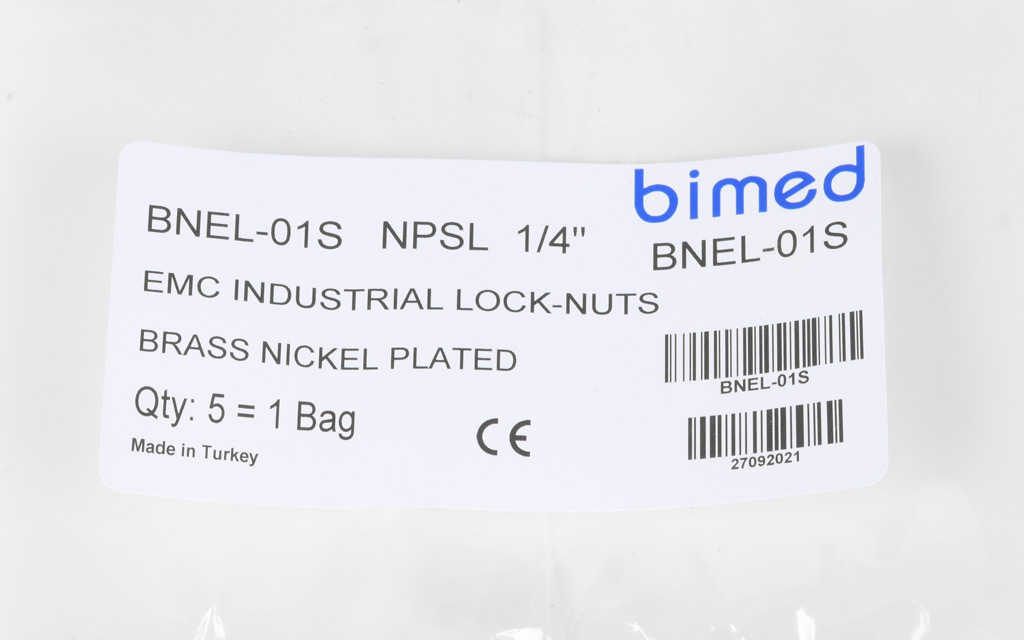 bimed
BNEL-01S NPSL 1/4"
BNEL-01S
EMC INDUSTRIAL LOCK-NUTS
BRASS NICKEL PLATED
BNEL-01S
Qty: 5 = 1 Bag
CE
Made in Turkey
27092021